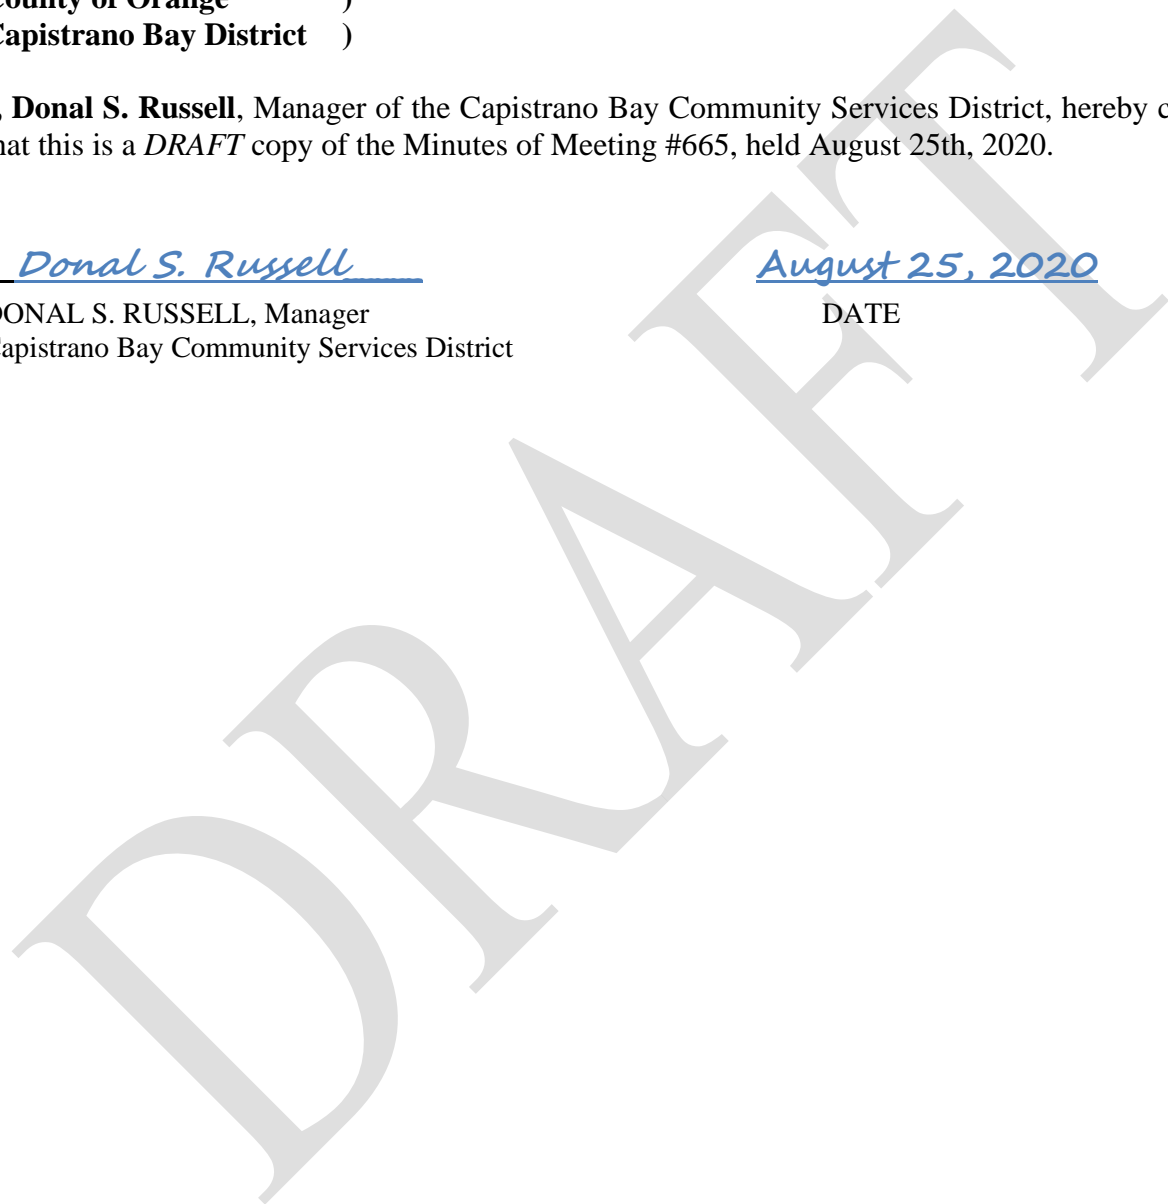 County of Orange )
Capistrano Bay District )
, Donal S. Russell, Manager of the Capistrano Bay Community Services District, hereby c
hat this is a DRAFT copy of the Minutes of Meeting #665, held August 25th, 2020.
Donal S. Russell August 25, 2020
DONAL S. RUSSELL, Manager DATE
Capistrano Bay Community Services District
DRAFT